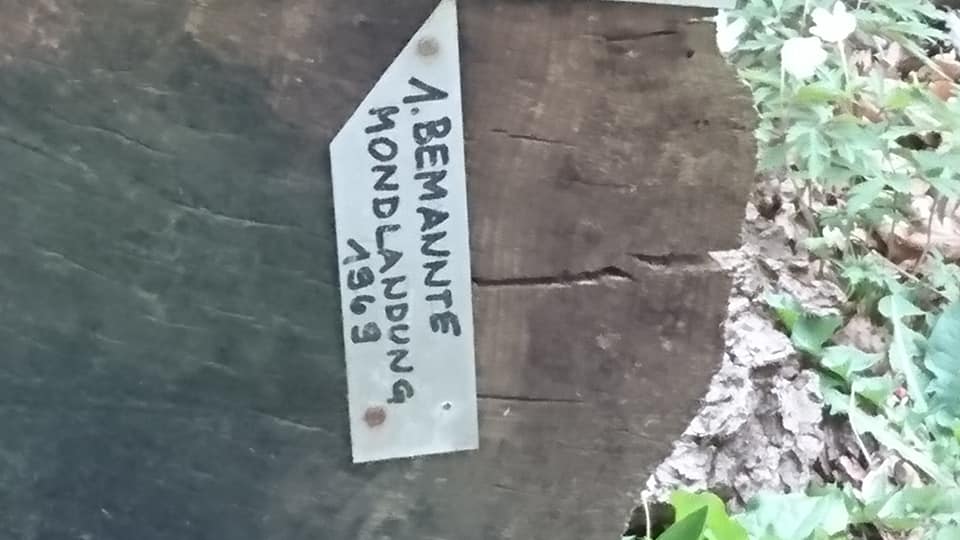 1. BEMANNTE
MONDLANDUNG
1969